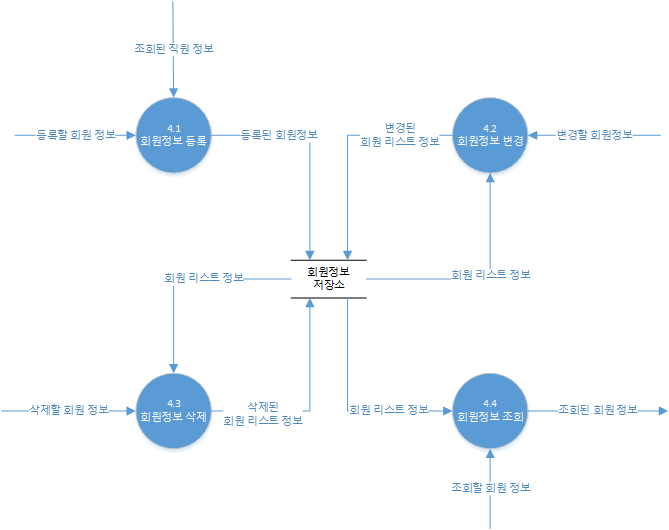 조회된 직원 정보
4.1
회원정보 등록
등록할 회원 정보
등록된 회원정보
변경된
회원 리스트 정보
4.2
회원정보 변경
변경할 회원정보
회원정보
저장소
회원 리스트 정보
회원 리스트 정보
4.3
회원정보 삭제
삭제할 회원 정보
삭제된
회원 리스트 정보
회원 리스트 정보
4.4
회원정보 조회
조회된 회원 정보
조회할 회원 정보